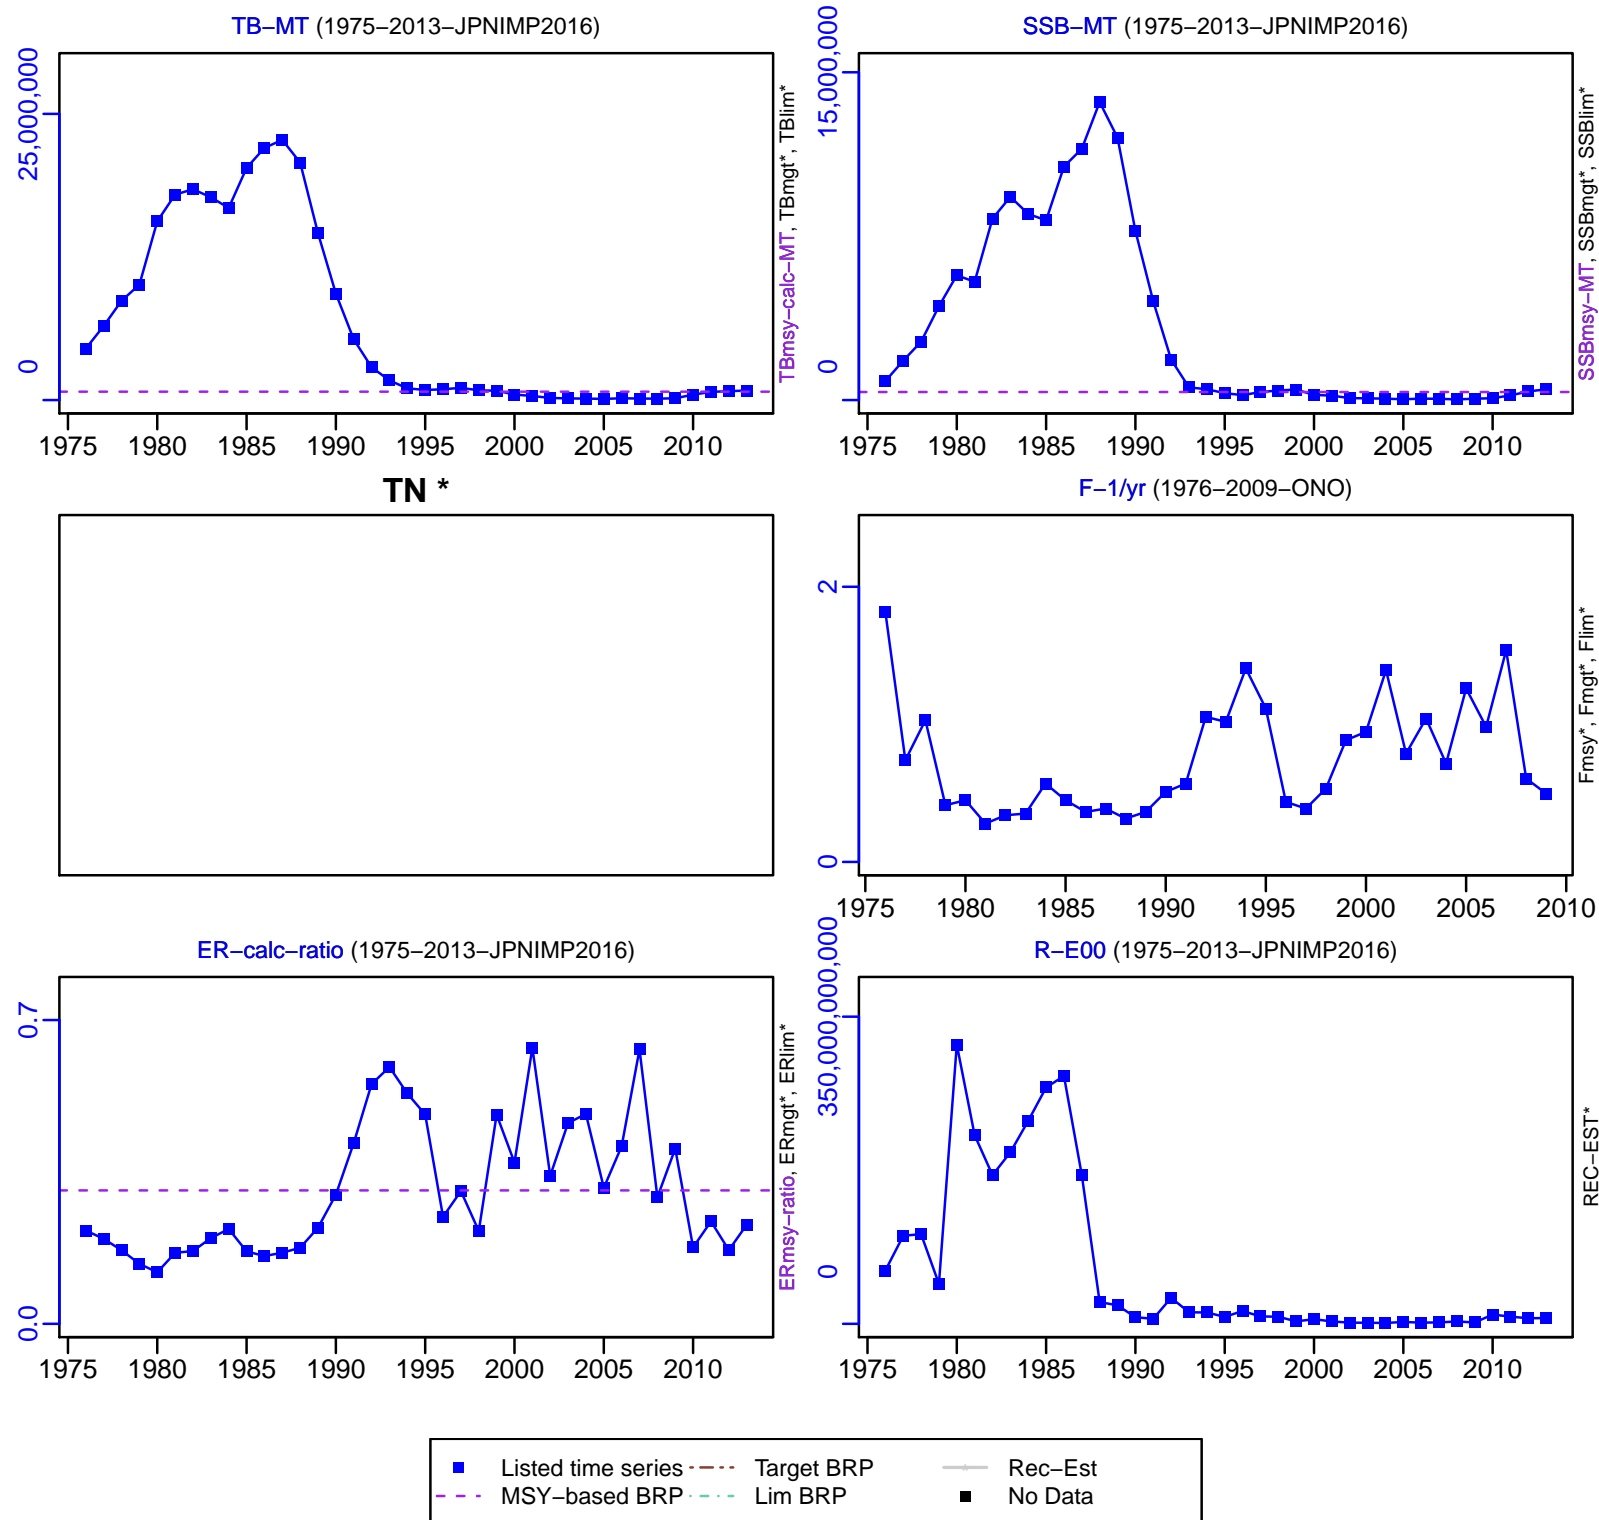 TB−MT (1975−2013−JPNIMP2016)
25,000,000
0
1975 1980 1985 1990 1995 2000 2005 2010
TBmsy−calc−MT, TBmgt*, TBlim*
SSB−MT (1975−2013−JPNIMP2016)
15,000,000
0
1975 1980 1985 1990 1995 2000 2005 2010
SSBmsy−MT, SSBmgt*, SSBlim*
TN *
F−1/yr (1976−2009−ONO)
2
0
1975 1980 1985 1990 1995 2000 2005 2010
Fmsy*, Fmgt*, Flim*
ER−calc−ratio (1975−2013−JPNIMP2016)
0.7
0.0
1975 1980 1985 1990 1995 2000 2005 2010
ERmsy−ratio, ERmgt*, ERlim*
R−E00 (1975−2013−JPNIMP2016)
350,000,000,000
0
1975 1980 1985 1990 1995 2000 2005 2010
REC−EST*
Listed time series Target BRP Rec−Est
MSY−based BRP Lim BRP No Data